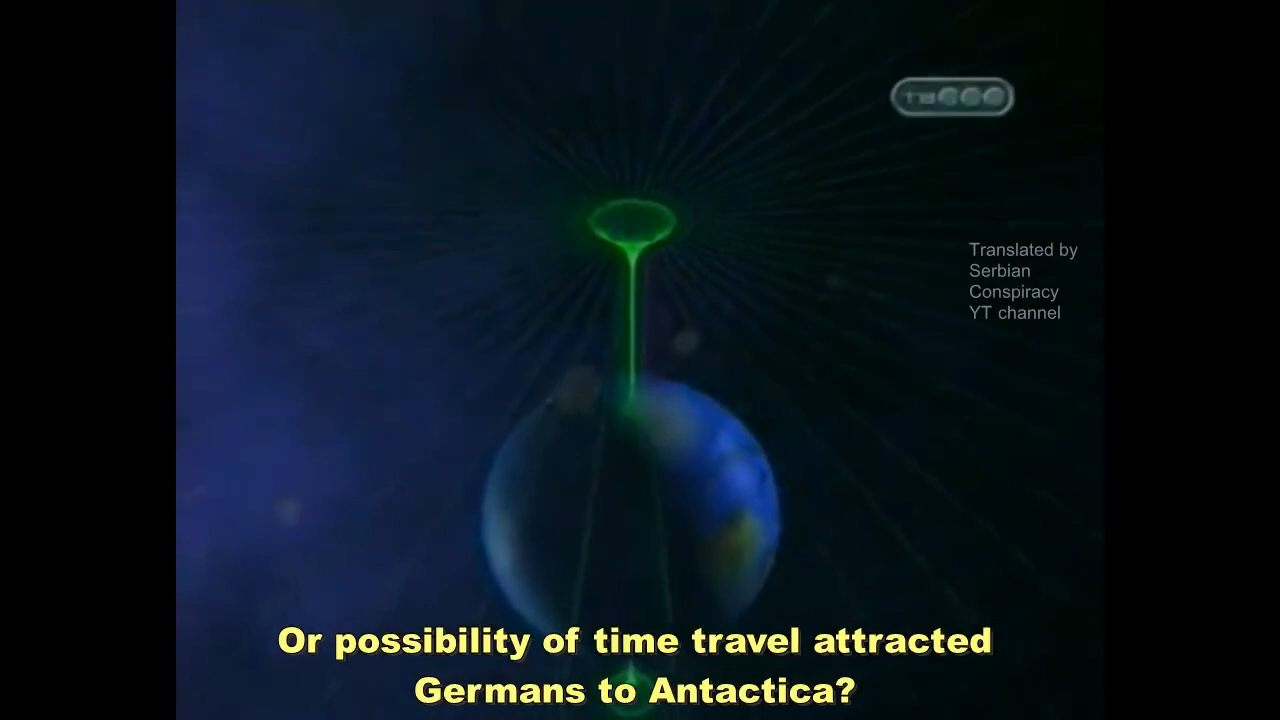 Translated by
Serbian
Conspiracy
YT channel
Or possibility of time travel attracted
Germans to Antactica?